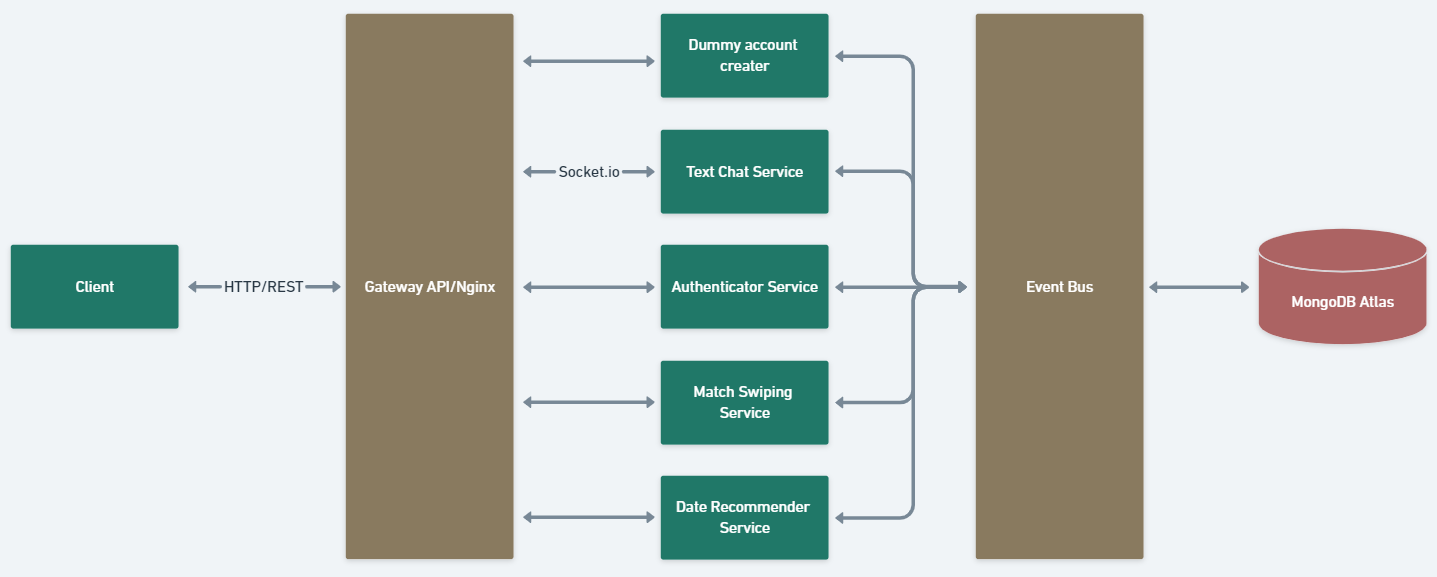 Dummy account
creater
Socket.io
Text Chat Service
Client
HTTP/REST
Gateway API/Nginx
Authenticator Service
Event Bus
MongoDB Atlas
Match Swiping
Service
Date Recommender
Service